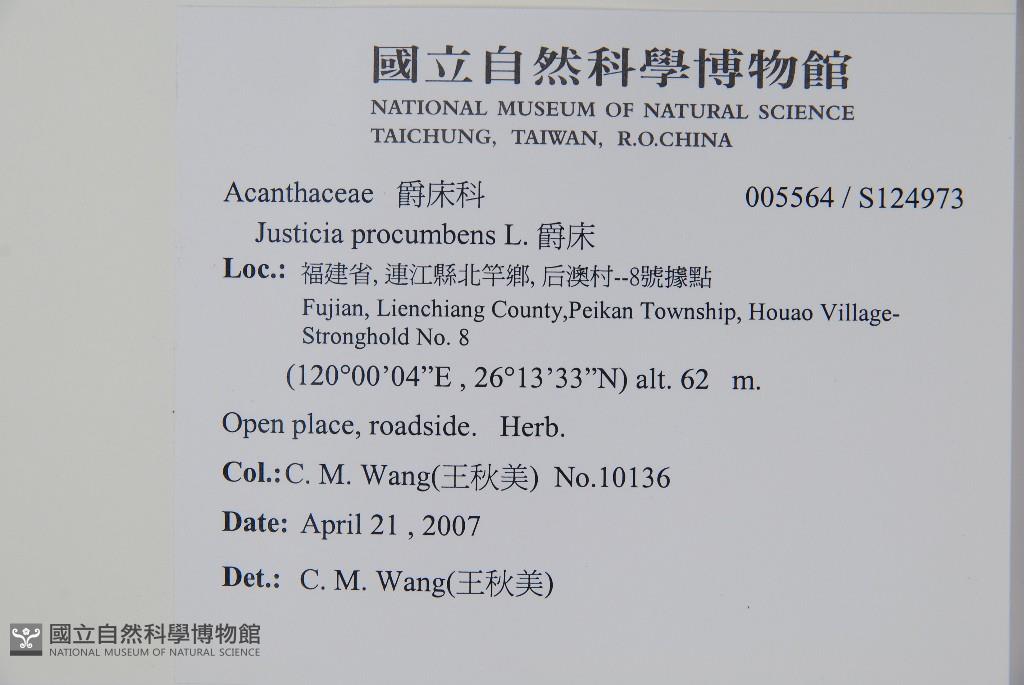 國立自然科學博物館
NATIONAL MUSEUM OF NATURAL SCIENCE
TAICHUNG, TAIWAN, R.O.CHINA
Acanthaceae 爵床科 005564 / S124973
Justicia procumbens L. 爵床
Loc.: 福建省, 連江縣北竿鄉, 后澳村--8號據點
Fujian, Lienchiang County,Peikan Township, Houao Village-
Stronghold No. 8
(120°00’04”E , 26°13’33”N) alt. 62 m.
Open place, roadside. Herb.
Col.: C. M. Wang(王秋美) No.10136
Date: April 21 , 2007
Det.: C. M. Wang(王秋美)
國立自然科學博物館
NATIONAL MUSEUM OF NATURAL SCIENCE